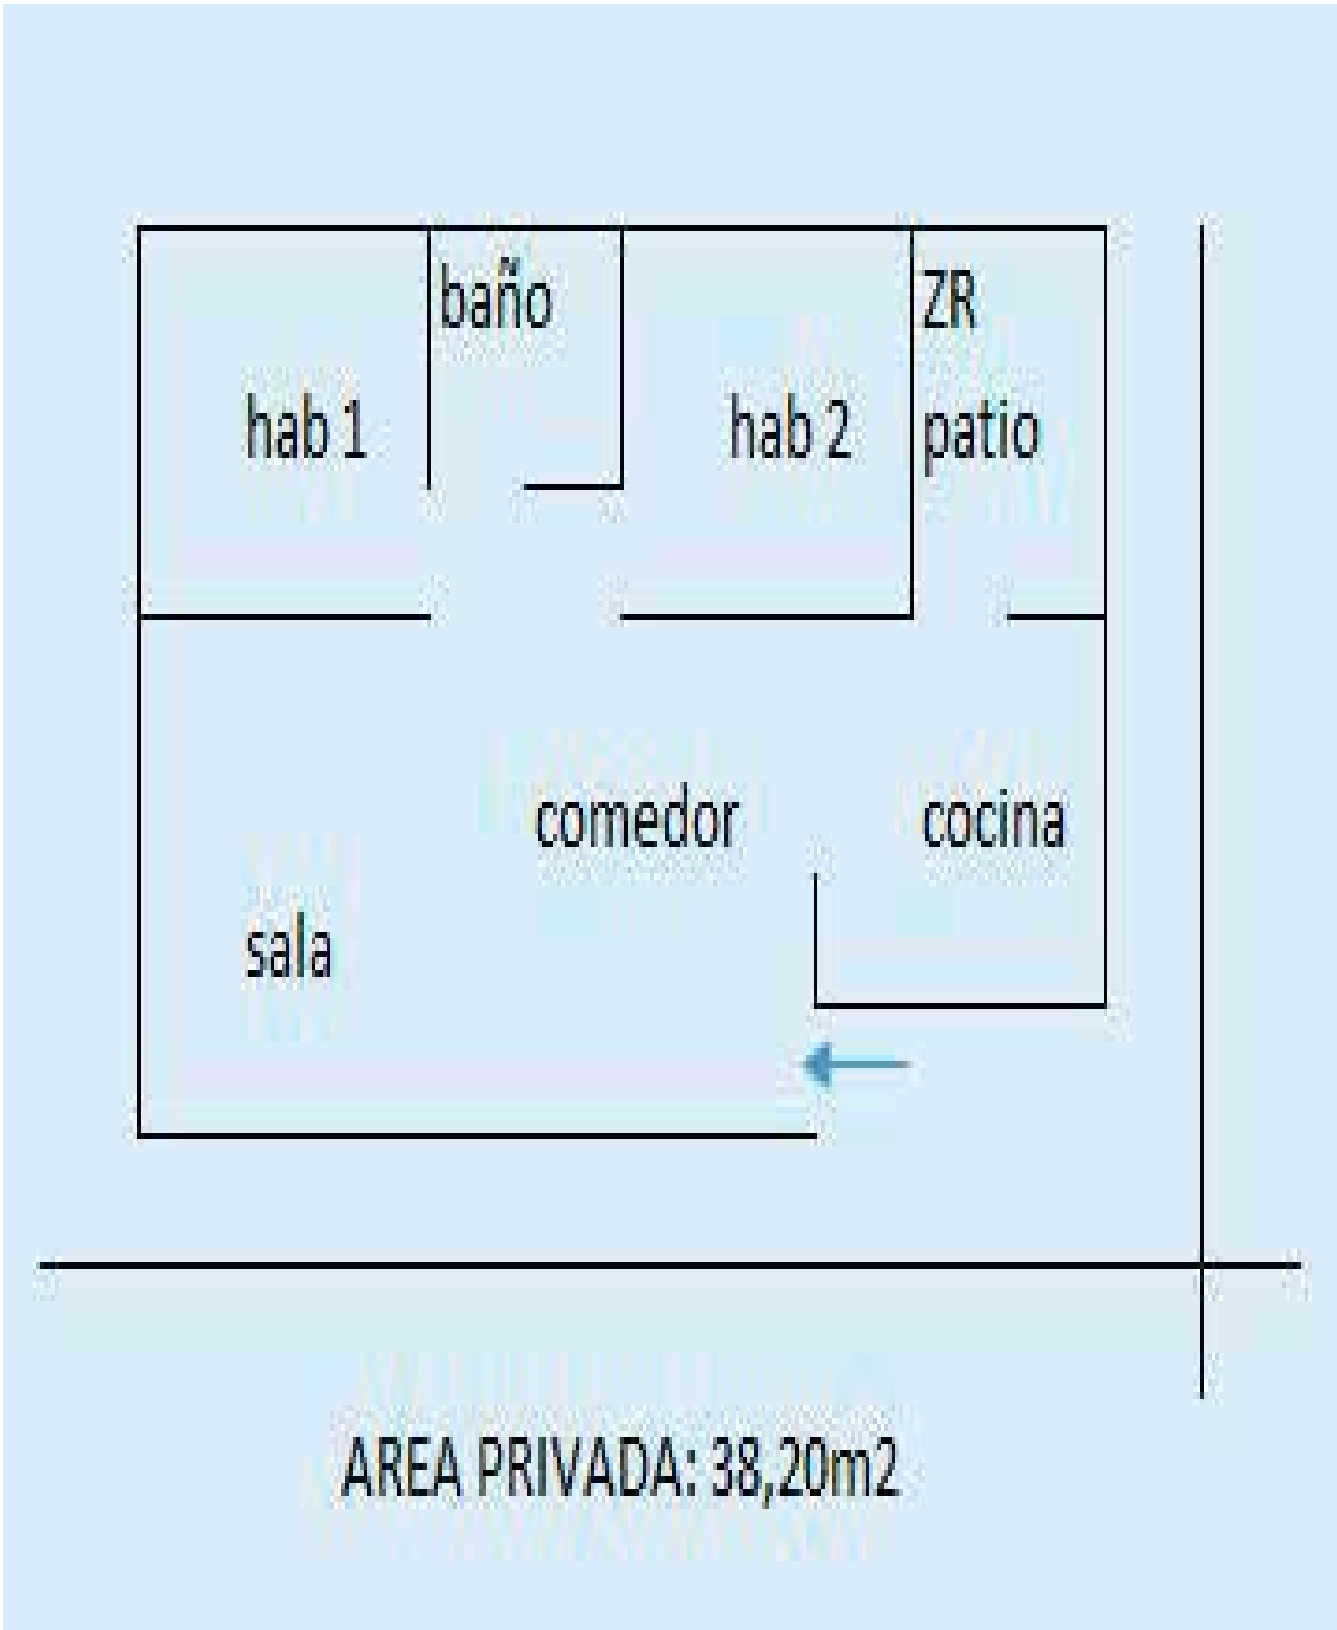 baño
ZR
hab 1
hab 2
patio
comedor
cocina
sala
AREA PRIVADA: 38,20m2